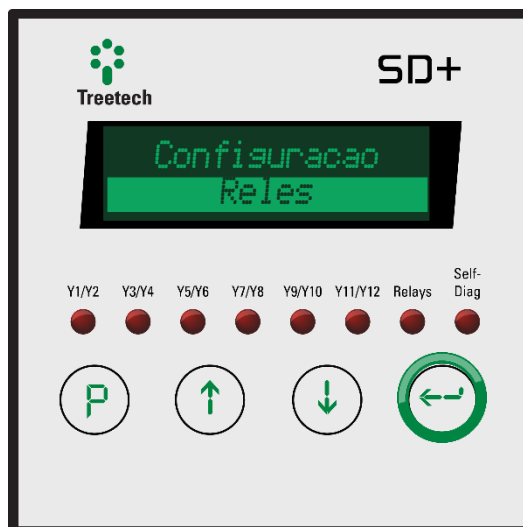 Treetech
SD+
Configuracao
Reles
Y1/Y2 Y3/Y4 Y5/Y6 Y7/Y8 Y9/Y10 Y11/Y12 Relays Self-
Diag
P